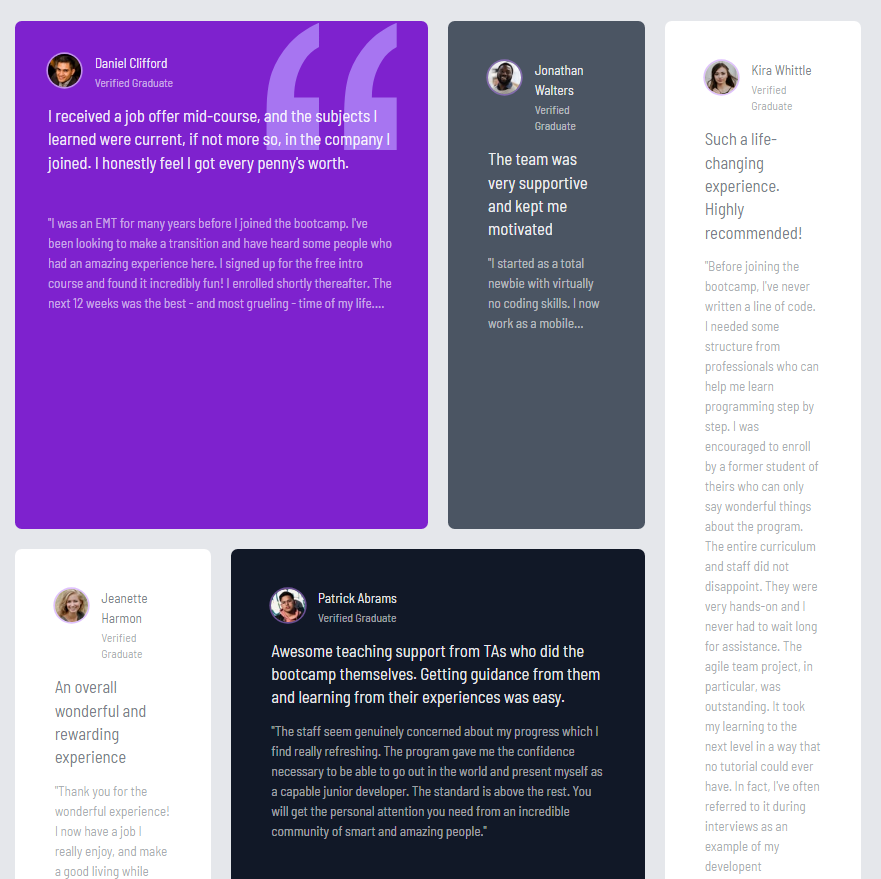 Daniel Clifford
Verified Graduate
I received a job offer mid-course, and the subjects I
learned were current, if not more so, in the company I
joined. I honestly feel I got every penny's worth.
"I was an EMT for many years before I joined the bootcamp. I've
been looking to make a transition and have heard some people who
had an amazing experience here. I signed up for the free intro
course and found it incredibly fun! I enrolled shortly thereafter. The
next 12 weeks was the best - and most grueling - time of my life....
Jonathan
Walters
Verified
Graduate
The team was
very supportive
and kept me
motivated
"I started as a total
newbie with virtually
no coding skills. I now
work as a mobile...
Kira Whittle
Verified
Graduate
Such a life-
changing
experience.
Highly
recommended!
"Before joining the
bootcamp, I've never
written a line of code.
I needed some
structure from
professionals who can
help me learn
programming step by
step. I was
encouraged to enroll
by a former student of
theirs who can only
say wonderful things
about the program.
The entire curriculum
and staff did not
disappoint. They were
very hands-on and I
never had to wait long
for assistance. The
agile team project, in
particular, was
outstanding. It took
my learning to the
next level in a way that
no tutorial could ever
have. In fact, I've often
referred to it during
interviews as an
example of my
developent
Jeanette
Harmon
Verified
Graduate
An overall
wonderful and
rewarding
experience
"Thank you for the
wonderful experience!
I now have a job I
really enjoy, and make
a good living while
Patrick Abrams
Verified Graduate
Awesome teaching support from TAs who did the
bootcamp themselves. Getting guidance from them
and learning from their experiences was easy.
"The staff seem genuinely concerned about my progress which I
find really refreshing. The program gave me the confidence
necessary to be able to go out in the world and present myself as
a capable junior developer. The standard is above the rest. You
will get the personal attention you need from an incredible
community of smart and amazing people."